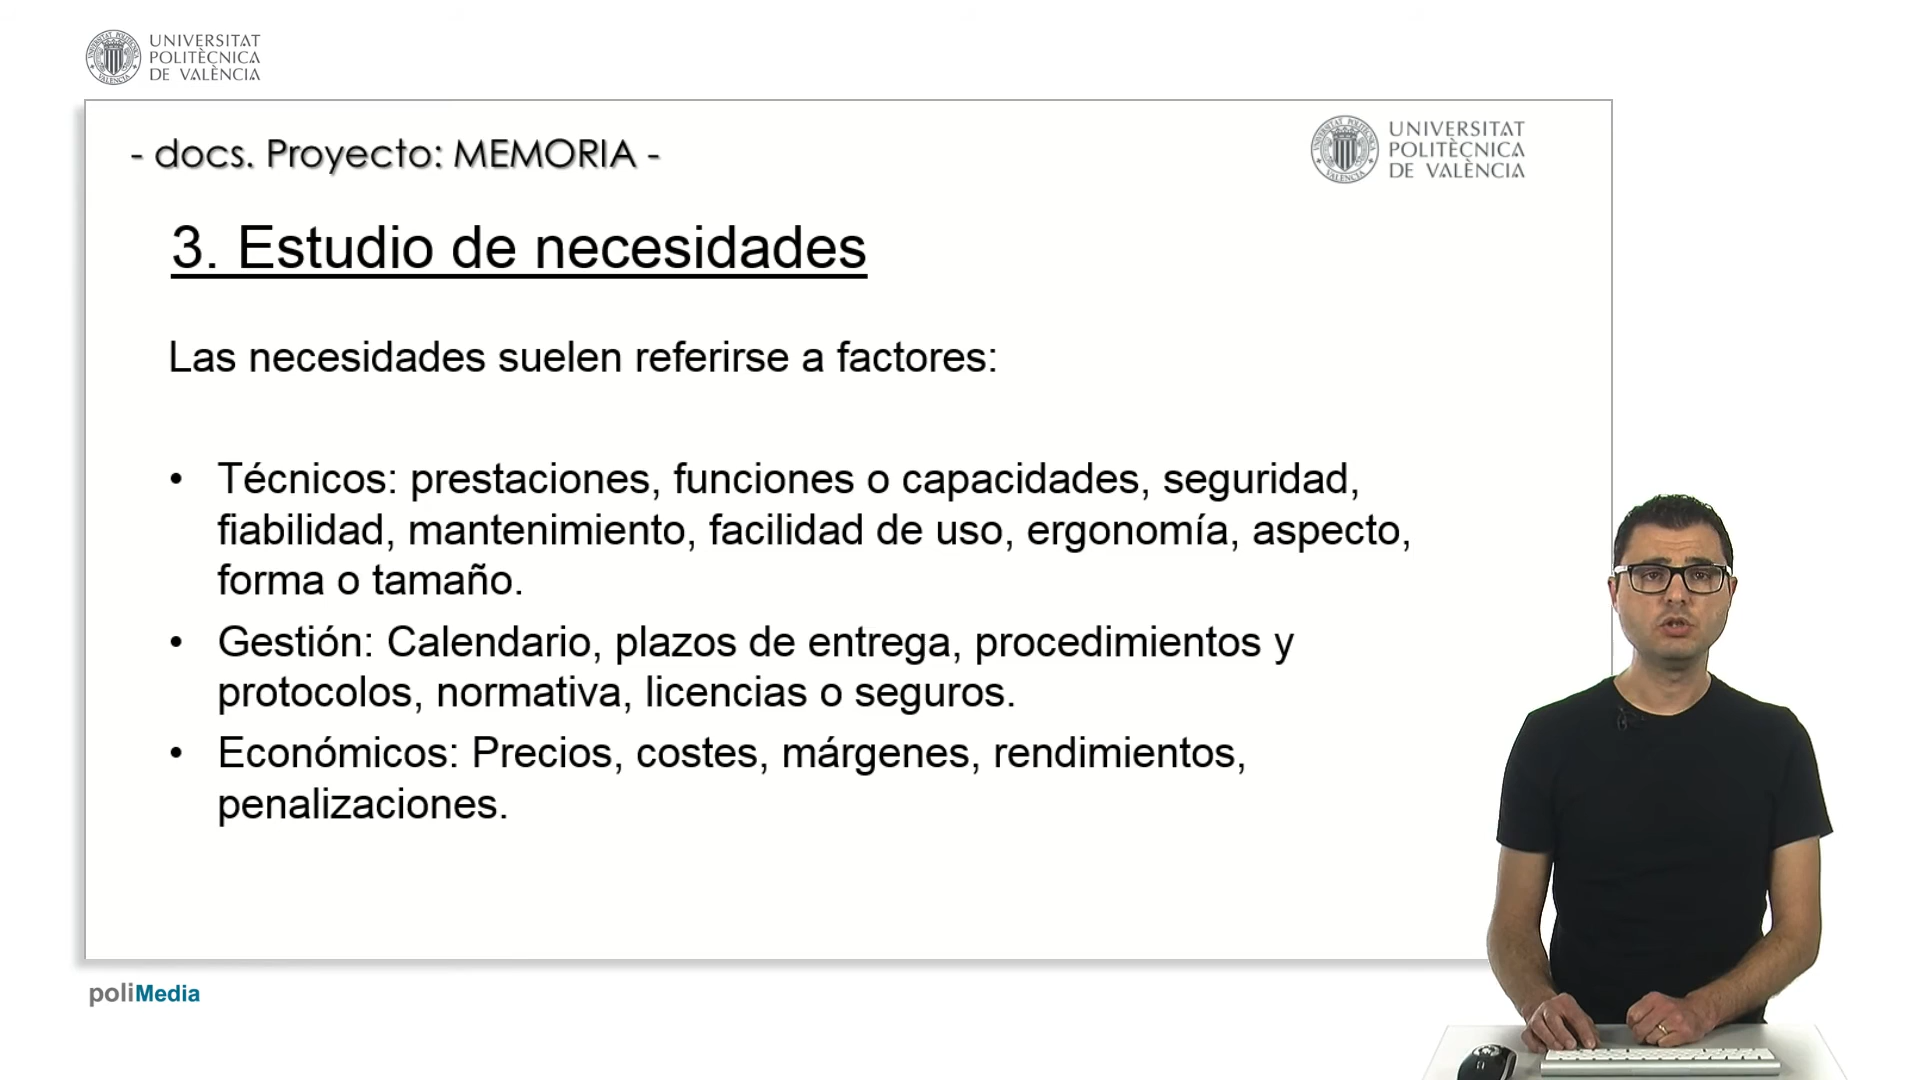 UNIVERSITAT
POLITÈCNICA
DE VALÈNCIA
- docs. Proyecto: MEMORIA -
UNIVERSITAT
POLITÈCNICA
DE VALÈNCIA
3. Estudio de necesidades
Las necesidades suelen referirse a factores:
• Técnicos: prestaciones, funciones o capacidades, seguridad,
fiabilidad, mantenimiento, facilidad de uso, ergonomía, aspecto,
forma o tamaño.
• Gestión: Calendario, plazos de entrega, procedimientos y
protocolos, normativa, licencias o seguros.
• Económicos: Precios, costes, márgenes, rendimientos,
penalizaciones.
poliMedia